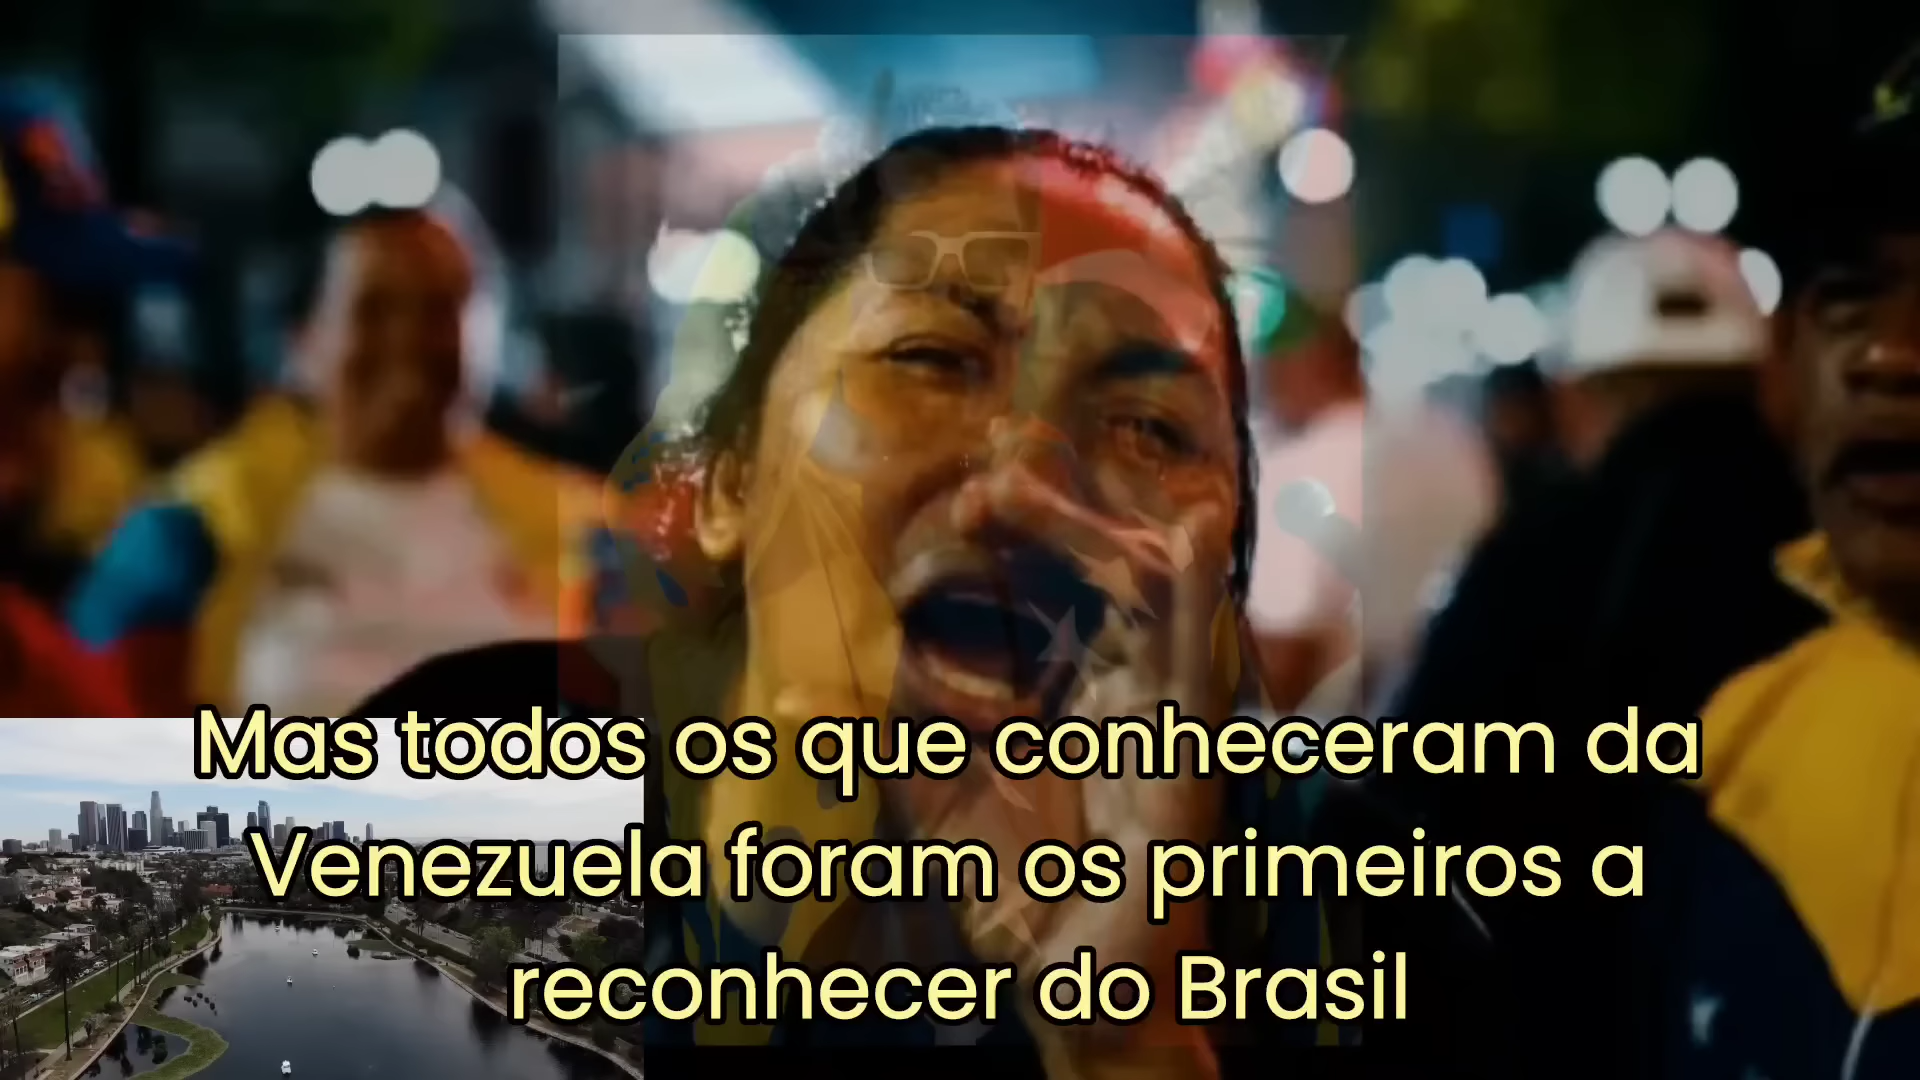 Mas todos os que conheceram da
Venezuela foram os primeiros a
reconhecer do Brasil